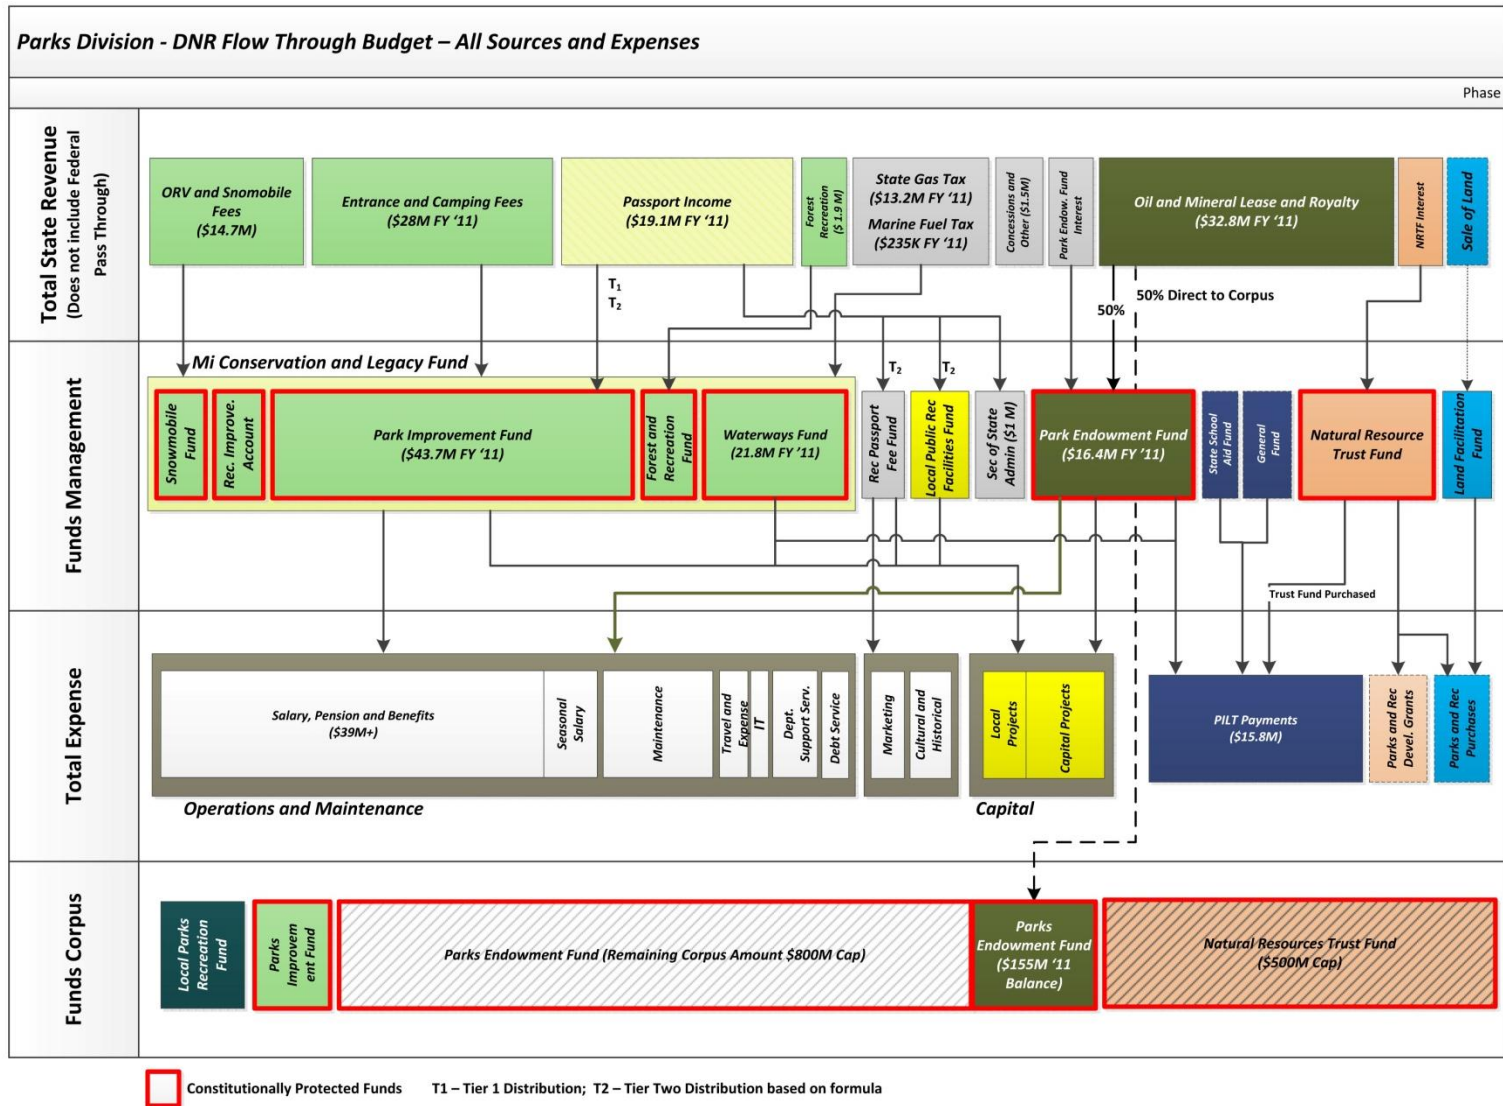 Parks Division - DNR Flow Through Budget – All Sources and Expenses
Phase
Total State Revenue
(Does not include Federal
Pass Through)
ORV and Snomobile
Fees
($14.7M)
Entrance and Camping Fees
($28M FY ‘11)
Passport Income
($19.1M FY ‘11)
Forest
Recreation
($ 1.9 M)
State Gas Tax
($13.2M FY ‘11)
Marine Fuel Tax
($235K FY ‘11)
Concessions and
Other ($1.5M)
Park Endow. Fund
Interest
Oil and Mineral Lease and Royalty
($32.8M FY ‘11)
NRTF Interest
Sale of Land
T1
T2
50%
50% Direct to Corpus
Funds Management
Mi Conservation and Legacy Fund
T2
T2
Snowmobile
Fund
Rec. Improve.
Account
Park Improvement Fund
($43.7M FY ‘11)
Forest and
Recreation
Fund
Waterways Fund
(21.8M FY ’11)
Rec Passport
Fee Fund
Local Public Rec
Facilities Fund
Sec of State
Admin ($1 M)
Park Endowment Fund
($16.4M FY ’11)
State School
Aid Fund
General
Fund
Natural Resource
Trust Fund
Land Facilitation
Fund
Trust Fund Purchased
Total Expense
Salary, Pension and Benefits
($39M+)
Seasonal
Salary
Maintenance
Travel and
Expense
IT
Dept.
Support Serv.
Debt Service
Marketing
Cultural and
Historical
Local
Projects
Capital Projects
PILT Payments
($15.8M)
Parks and Rec
Devel. Grants
Parks and Rec
Purchases
Operations and Maintenance
Capital
Funds Corpus
Local Parks
Recreation
Fund
Parks
Improvem
ent Fund
Parks Endowment Fund (Remaining Corpus Amount $800M Cap)
Parks
Endowment Fund
($155M ‘11
Balance)
Natural Resources Trust Fund
($500M Cap)
Constitutionally Protected Funds T1 – Tier 1 Distribution; T2 – Tier Two Distribution based on formula